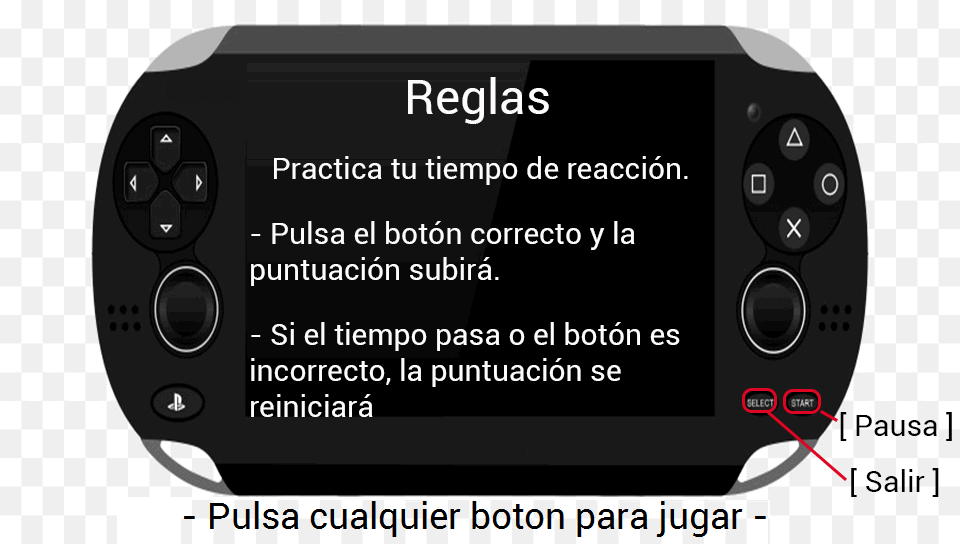 Reglas
Practica tu tiempo de reacción.
- Pulsa el botón correcto y la
puntuación subirá.
- Si el tiempo pasa o el botón es
incorrecto, la puntuación se
reiniciará
SELECT START
[ Pausa ]
[ Salir ]
- Pulsa cualquier boton para jugar -